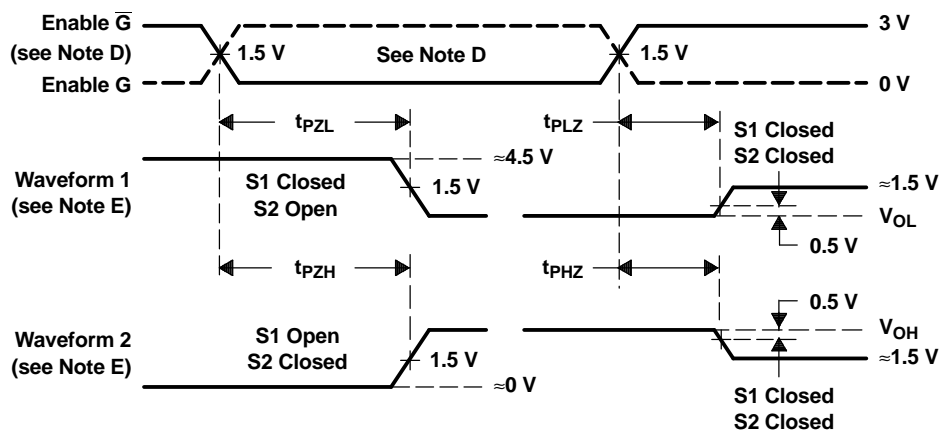 Enable G̅
(see Note D)
Enable G
1.5 V
See Note D
1.5 V
3 V
0 V
tPZL
tPLZ
S1 Closed
S2 Closed
Waveform 1
(see Note E)
S1 Closed
S2 Open
≈4.5 V
1.5 V
≈1.5 V
VOL
0.5 V
tPZH
tPHZ
0.5 V
Waveform 2
(see Note E)
S1 Open
S2 Closed
1.5 V
≈0 V
VOH
≈1.5 V
S1 Closed
S2 Closed